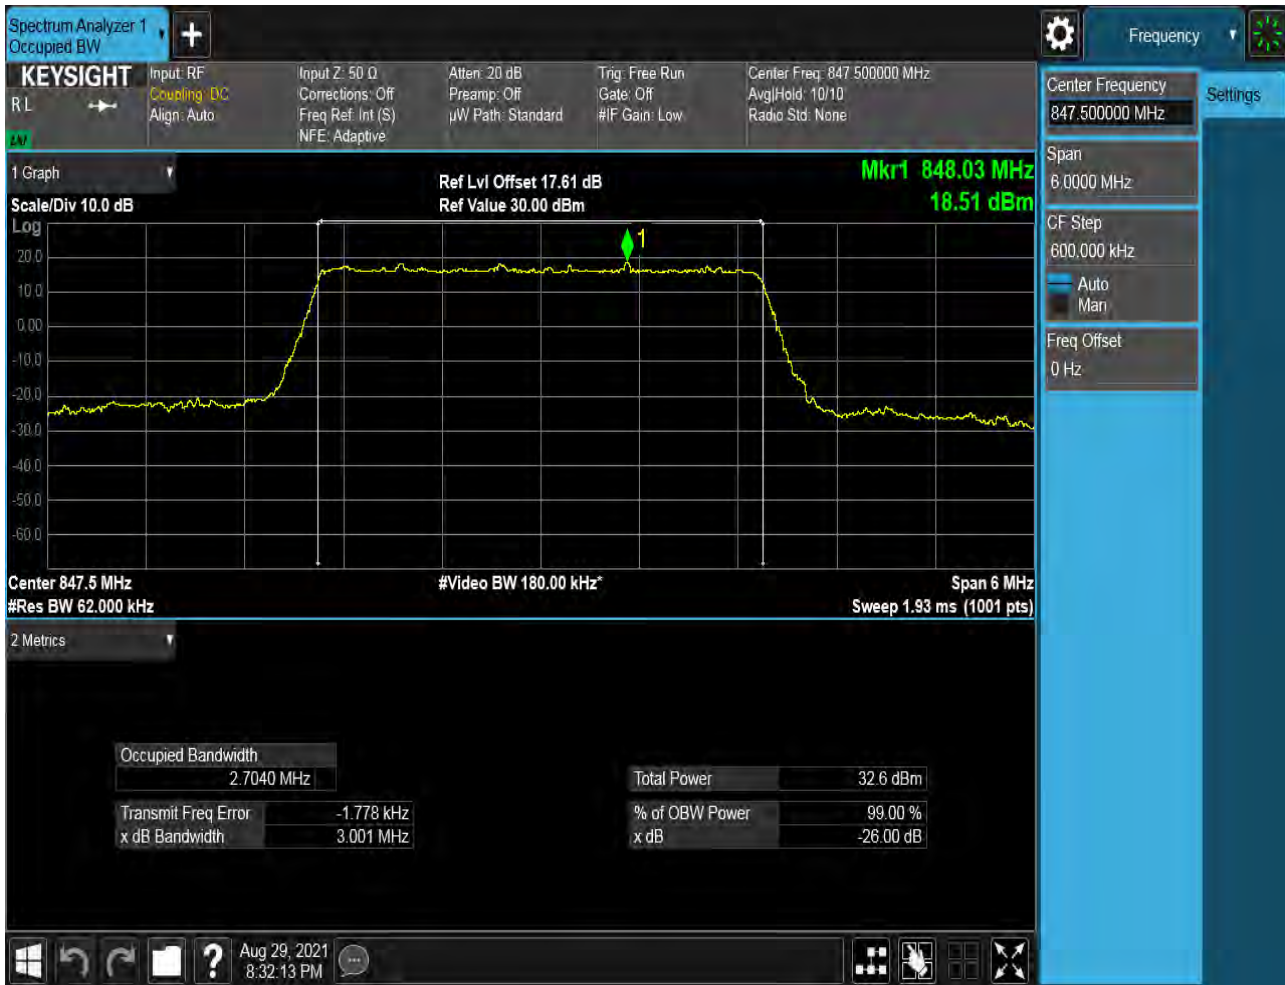 Spectrum Analyzer 1
Occupied BW
Frequency
KEYSIGHT
R L
Input: RF
Coupling: DC
Align: Auto
Input Z: 50 Ω
Corrections: Off
Freq Ref: Int (S)
NFE: Adaptive
Atten: 20 dB
Preamp: Off
µW Path: Standard
Trig: Free Run
Gate: Off
#IF Gain: Low
Center Freq: 847.500000 MHz
Avg|Hold: 10/10
Radio Std: None
Center Frequency
847.500000 MHz
Settings
Span
6.0000 MHz
CF Step
600.000 kHz
Auto
Man
Freq Offset
0 Hz
1 Graph
Scale/Div 10.0 dB
Ref Lvl Offset 17.61 dB
Ref Value 30.00 dBm
Mkr1 848.03 MHz
18.51 dBm
Log
1
20.0
10.0
0.00
-10.0
-20.0
-30.0
-40.0
-50.0
-60.0
Center 847.5 MHz
#Video BW 180.00 kHz*
Span 6 MHz
#Res BW 62.000 kHz
Sweep 1.93 ms (1001 pts)
2 Metrics
Occupied Bandwidth
2.7040 MHz
Total Power 32.6 dBm
Transmit Freq Error -1.778 kHz
% of OBW Power 99.00 %
x dB Bandwidth 3.001 MHz
x dB -26.00 dB
?
Aug 29, 2021
8:32:13 PM